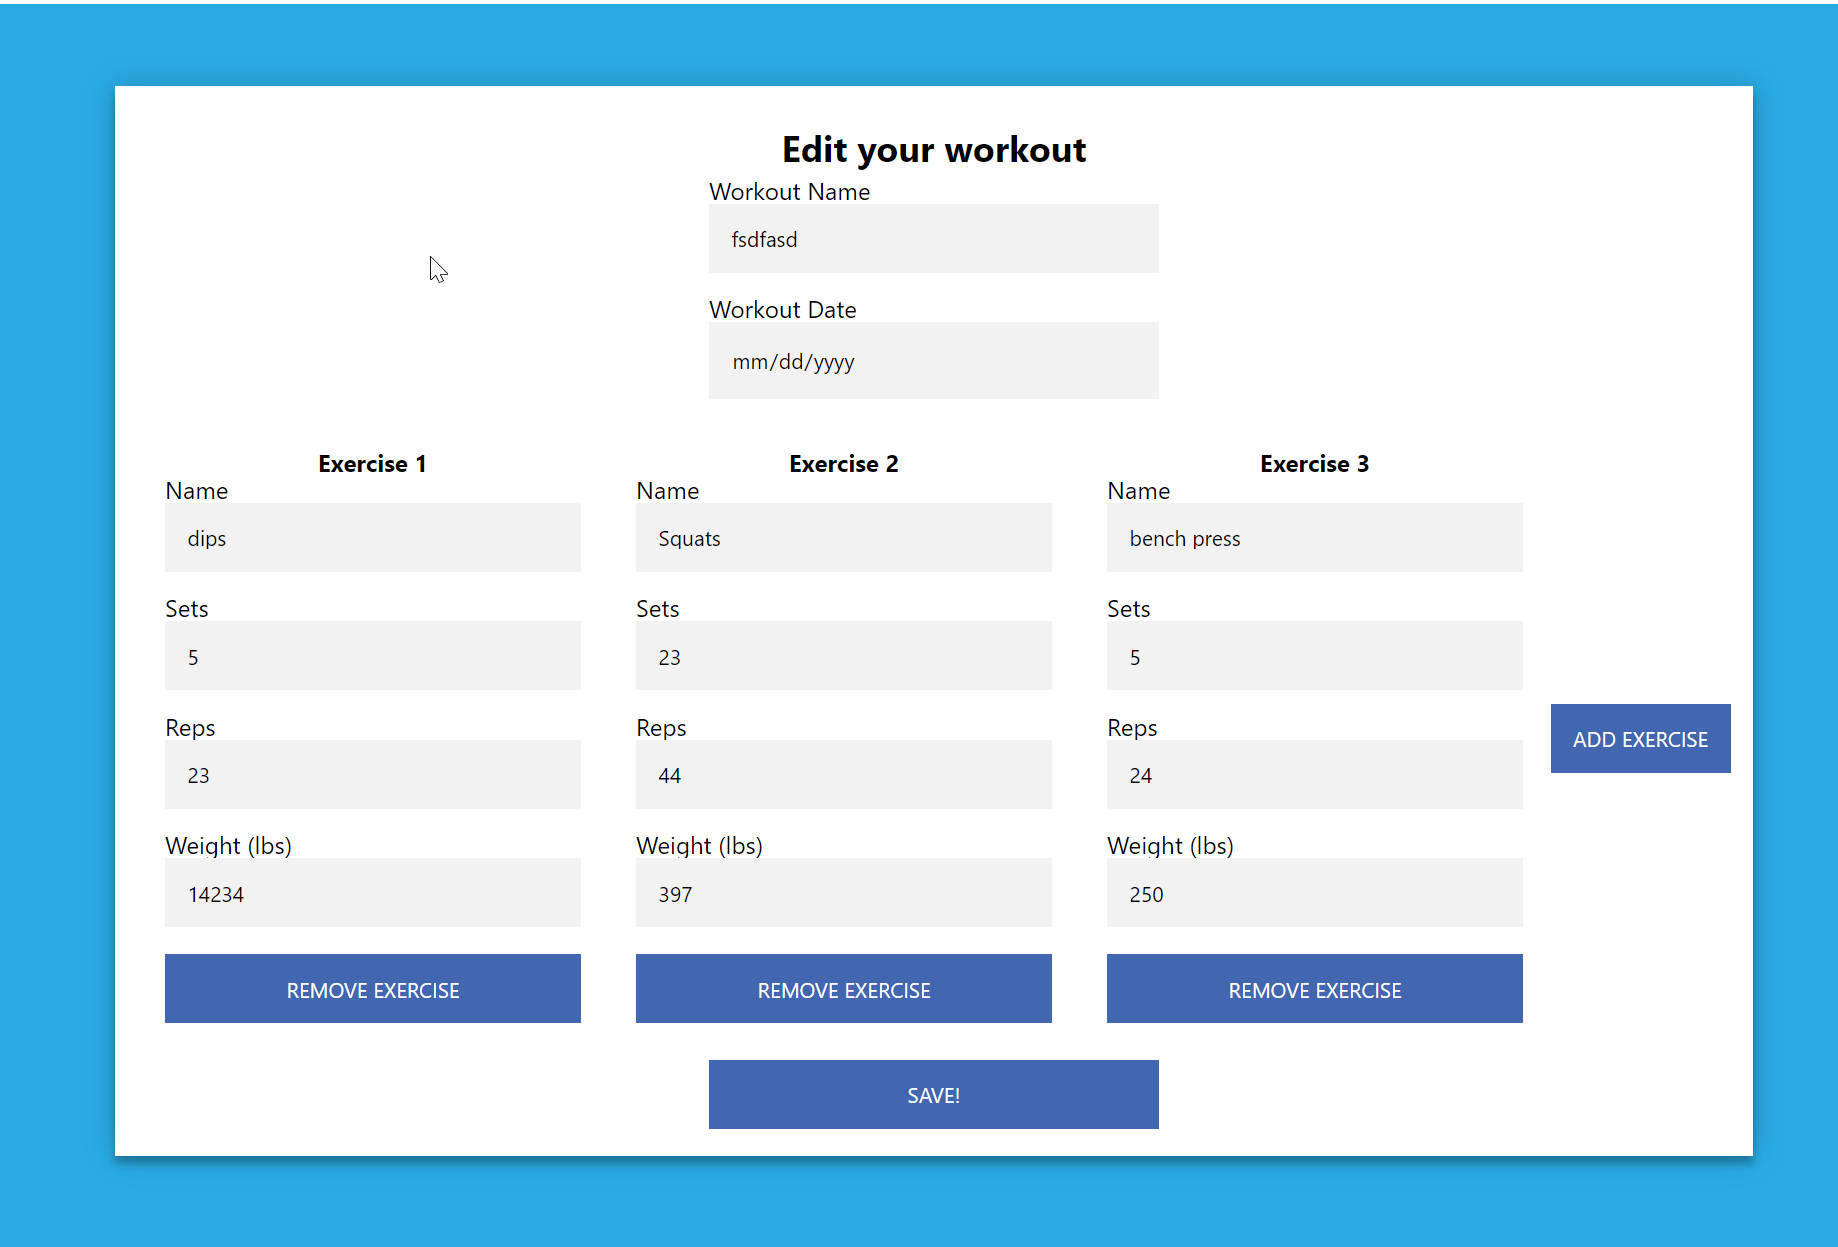 Edit your workout
Workout Name
fsdfasd
Workout Date
mm/dd/yyyy
Exercise 1
Name
dips
Sets
5
Reps
23
Weight (lbs)
14234
REMOVE EXERCISE
Exercise 2
Name
Squats
Sets
23
Reps
44
Weight (lbs)
397
REMOVE EXERCISE
Exercise 3
Name
bench press
Sets
5
Reps
24
Weight (lbs)
250
REMOVE EXERCISE
ADD EXERCISE
SAVE!